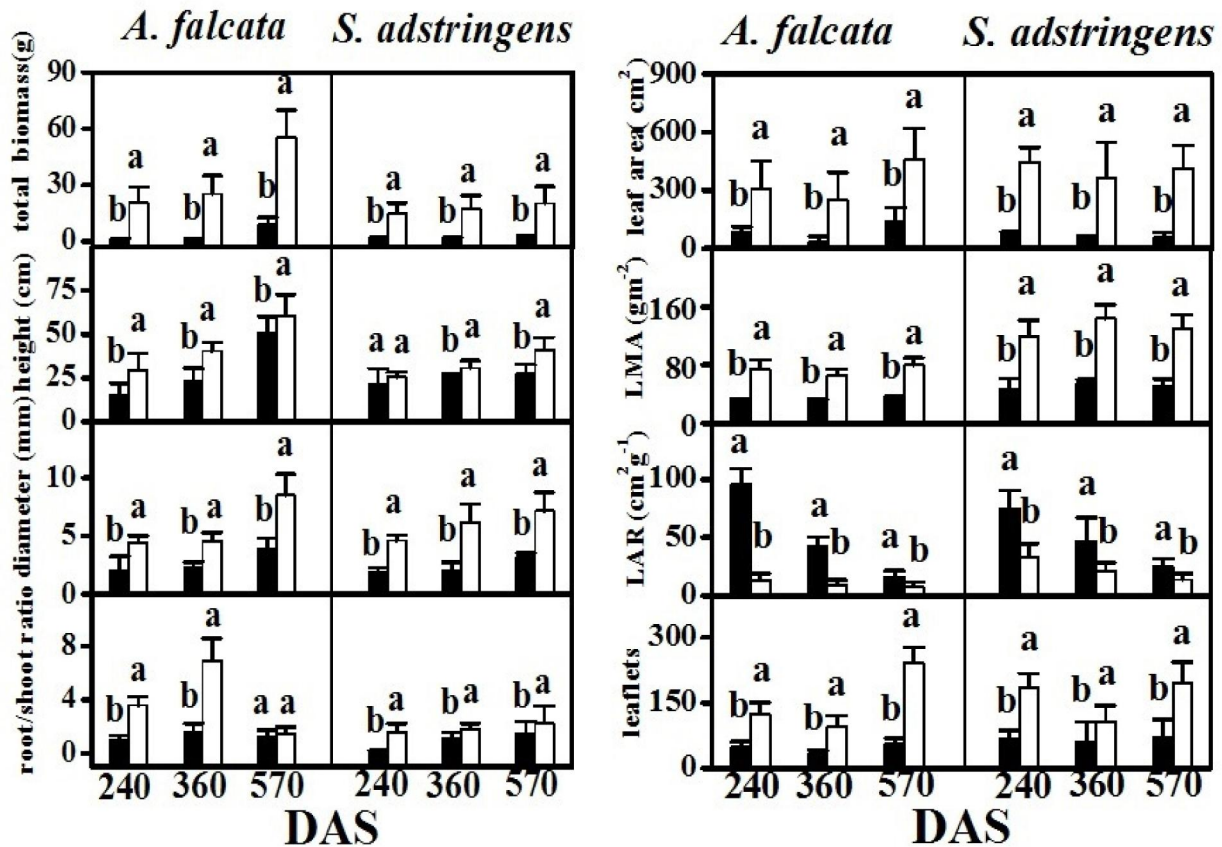 A. falcata S. adstringens
total biomass(g)
90
60
30
0
b a b a b a b a b a b a
height (cm)
75
50
25
0
b a b a b a a a b a b a
diameter (mm)
10
5
0
b a b a b a b a b a b a
root/shoot ratio
8
4
0
b a b a a a b a b a b a
240 360 570 240 360 570
DAS
A. falcata S. adstringens
leaf area( cm2)
900
600
300
0
b a b a b a b a b a b a
LMA (gm-2)
160
80
0
b a b a b a b a b a b a
LAR (cm2g-1)
100
50
0
a b a b a b a b a b a b
leaflets
300
150
0
b a b a b a b a b a b a
240 360 570 240 360 570
DAS